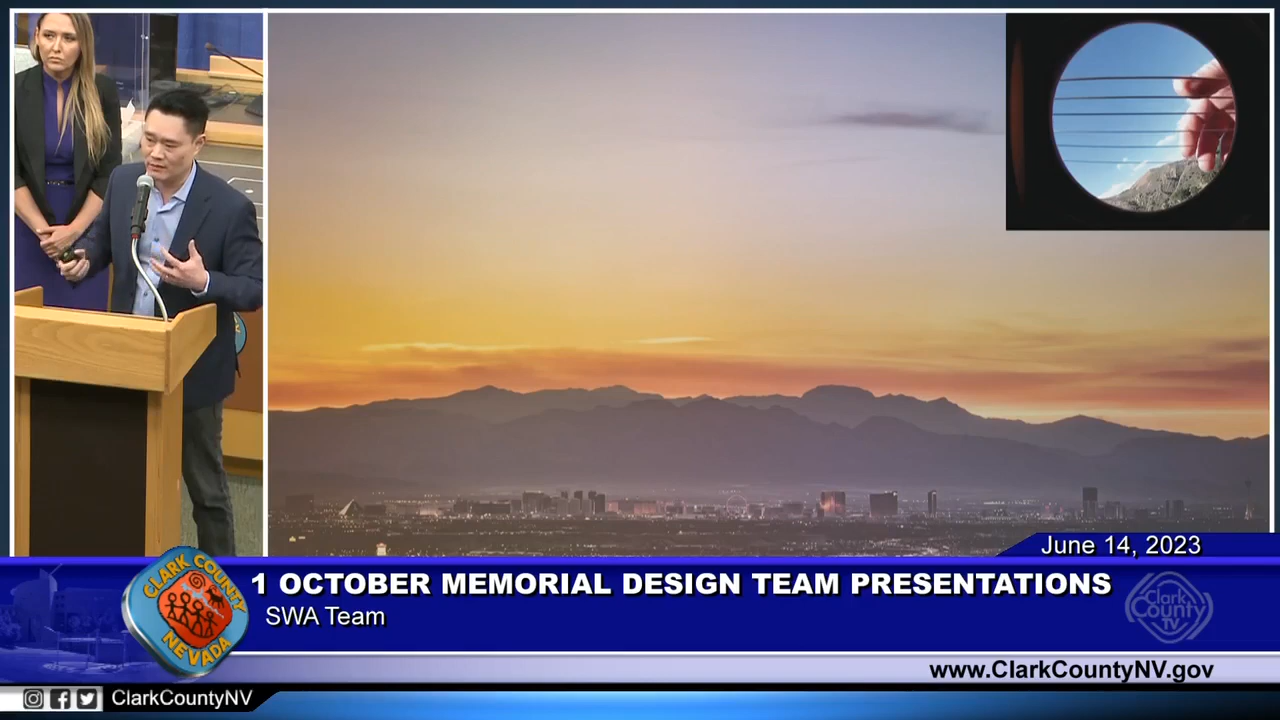 June 14, 2023
1 OCTOBER MEMORIAL DESIGN TEAM PRESENTATIONS
SWA Team
CLARK COUNTY
NEVADA
Clark
County
TV
www.ClarkCountyNV.gov
ClarkCountyNV